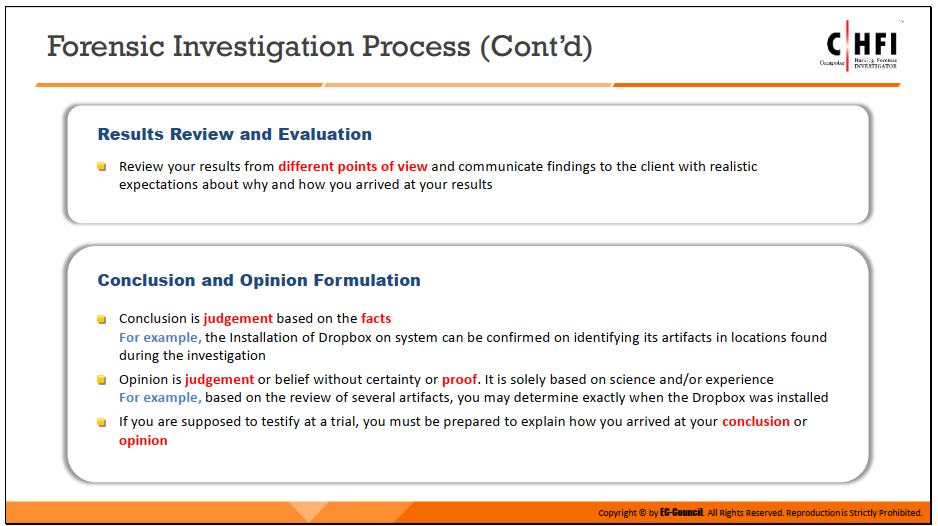 Forensic Investigation Process (Cont’d)
C HFI
Computer
Hacking Forensic
INVESTIGATOR
Results Review and Evaluation
Review your results from different points of view and communicate findings to the client with realistic
expectations about why and how you arrived at your results
Conclusion and Opinion Formulation
Conclusion is judgement based on the facts
For example, the Installation of Dropbox on system can be confirmed on identifying its artifacts in locations found
during the investigation
Opinion is judgement or belief without certainty or proof. It is solely based on science and/or experience
For example, based on the review of several artifacts, you may determine exactly when the Dropbox was installed
If you are supposed to testify at a trial, you must be prepared to explain how you arrived at your conclusion or
opinion
Copyright © by EC-Council. All Rights Reserved. Reproduction is Strictly Prohibited.